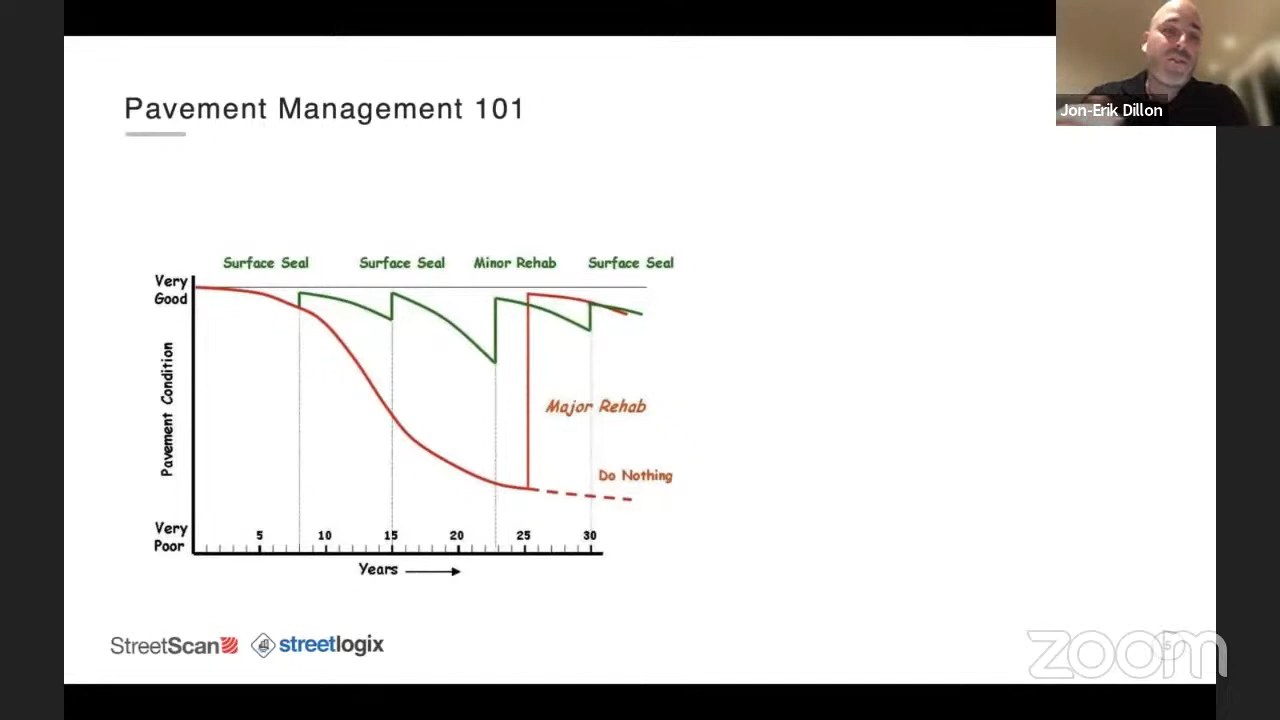 Pavement Management 101
Jon-Erik Dillon
Surface Seal Surface Seal Minor Rehab Surface Seal
Very
Good
Pavement Condition
Major Rehab
Do Nothing
Very
Poor
5 10 15 20 25 30
Years
StreetScan streetlogix
zoom
5